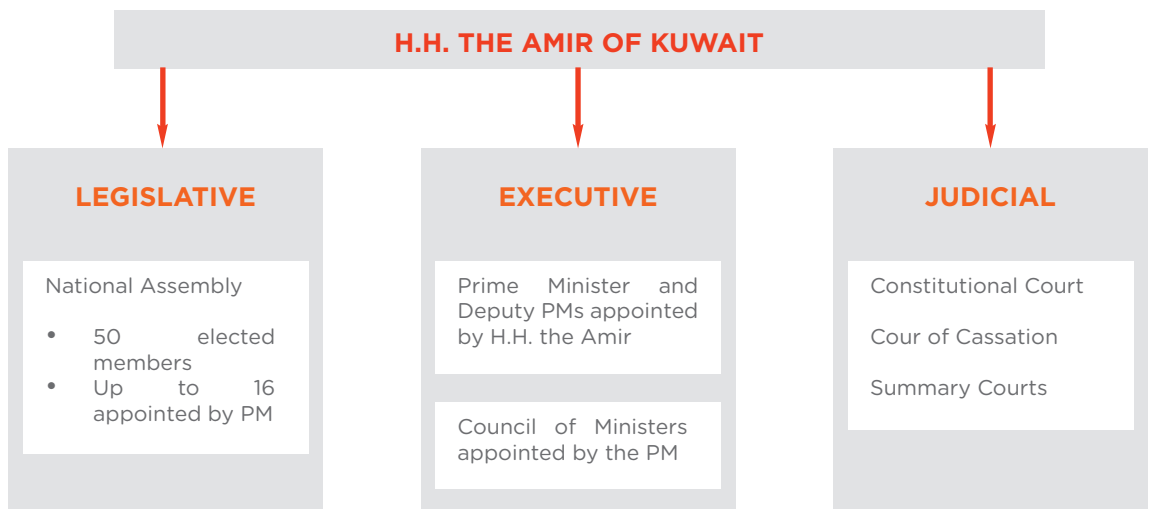 H.H. THE AMIR OF KUWAIT
LEGISLATIVE
National Assembly
• 50 elected
members
• Up to 16
appointed by PM
EXECUTIVE
Prime Minister and
Deputy PMs appointed
by H.H. the Amir
Council of Ministers
appointed by the PM
JUDICIAL
Constitutional Court
Cour of Cassation
Summary Courts